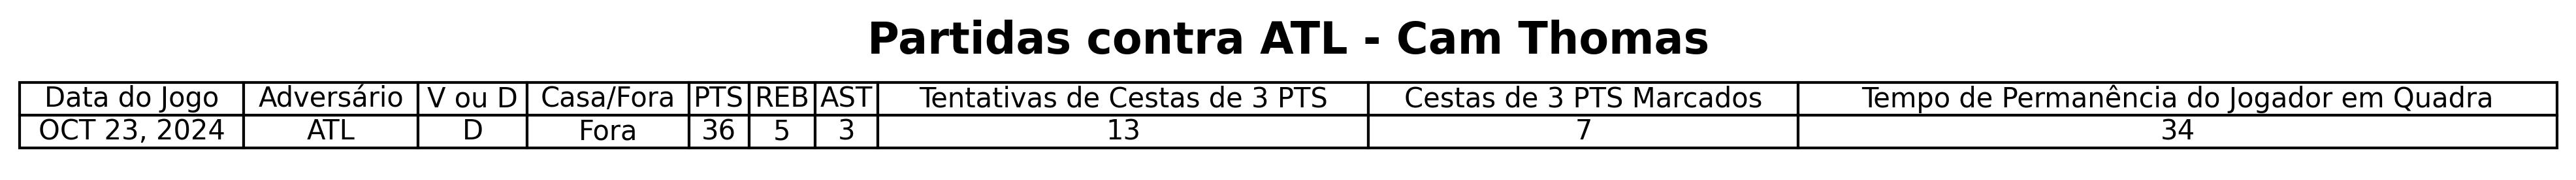 Partidas contra ATL - Cam Thomas
Data do Jogo Adversário V ou D Casa/Fora PTS REB AST Tentativas de Cestas de 3 PTS Cestas de 3 PTS Marcados Tempo de Permanência do Jogador em Quadra
OCT 23, 2024 ATL D Fora 36 5 3 13 7 34